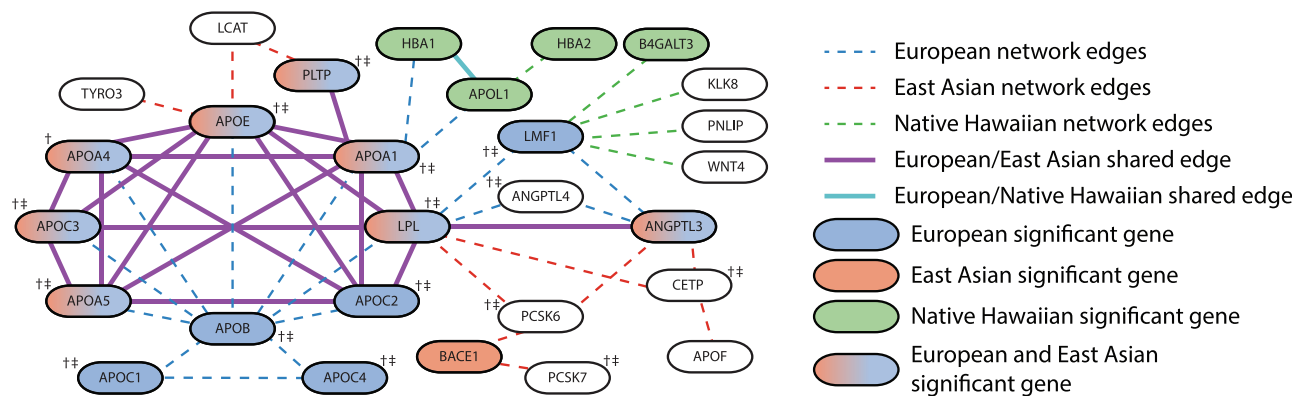 LCAT
HBA1
HBA2
B4GALT3
PLTP
†‡
KLK8
TYRO3
APOL1
APOE
†‡
LMF1
PNLIP
†
APOA4
APOA1
†‡
†‡
WNT4
†‡
ANGPTL4
†‡
APOC3
†‡
LPL
ANGPTL3
†‡
APOA5
APOC2
†‡
CETP
†‡
†‡
PCSK6
APOB
†‡
BACE1
APOF
†‡
APOC1
APOC4
†‡
PCSK7
†‡
European network edges
East Asian network edges
Native Hawaiian network edges
European/East Asian shared edge
European/Native Hawaiian shared edge
European significant gene
East Asian significant gene
Native Hawaiian significant gene
European and East Asian
significant gene